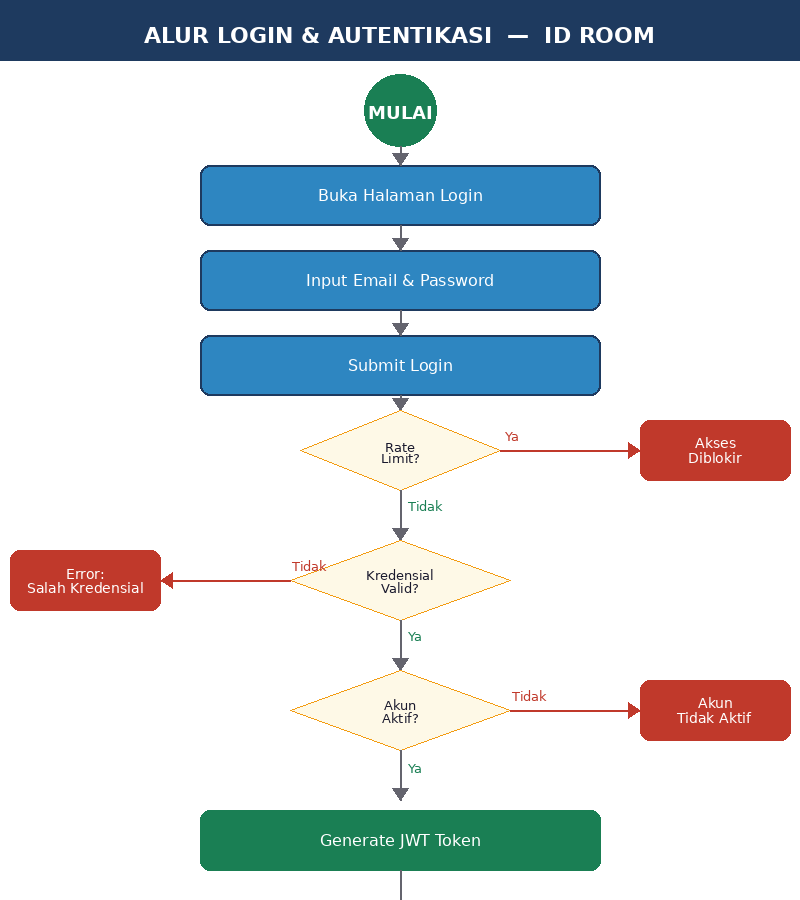 ALUR LOGIN & AUTENTIKASI — ID ROOM
MULAI
Buka Halaman Login
Input Email & Password
Submit Login
Rate
Limit?
Ya
Akses
Diblokir
Tidak
Error:
Salah Kredensial
Tidak
Kredensial
Valid?
Ya
Akun
Aktif?
Tidak
Akun
Tidak Aktif
Ya
Generate JWT Token